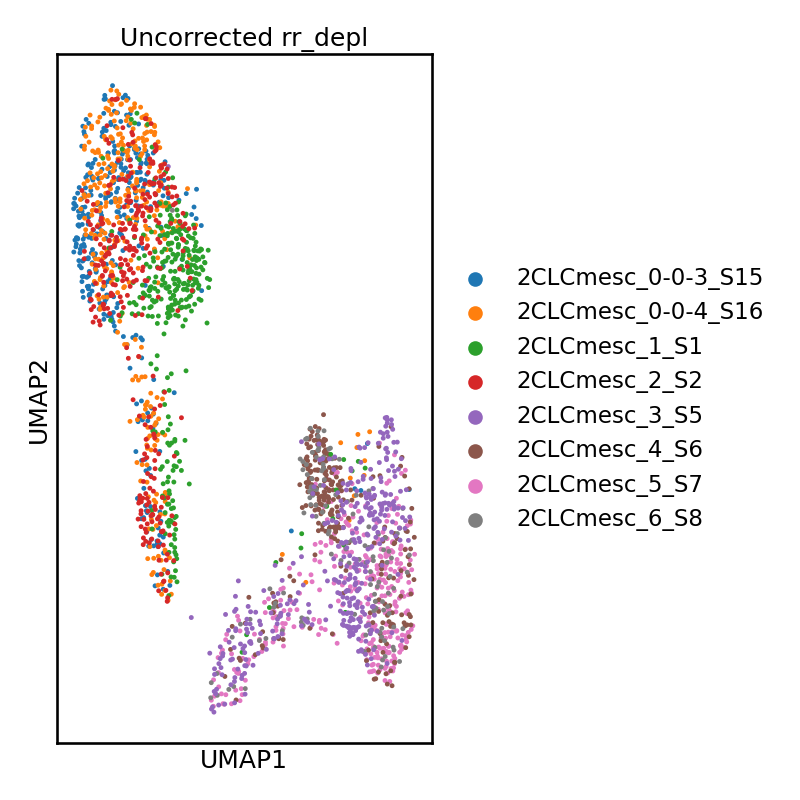 Uncorrected rr_depl
UMAP2
2CLCmesc_0-0-3_S15
2CLCmesc_0-0-4_S16
2CLCmesc_1_S1
2CLCmesc_2_S2
2CLCmesc_3_S5
2CLCmesc_4_S6
2CLCmesc_5_S7
2CLCmesc_6_S8
UMAP1